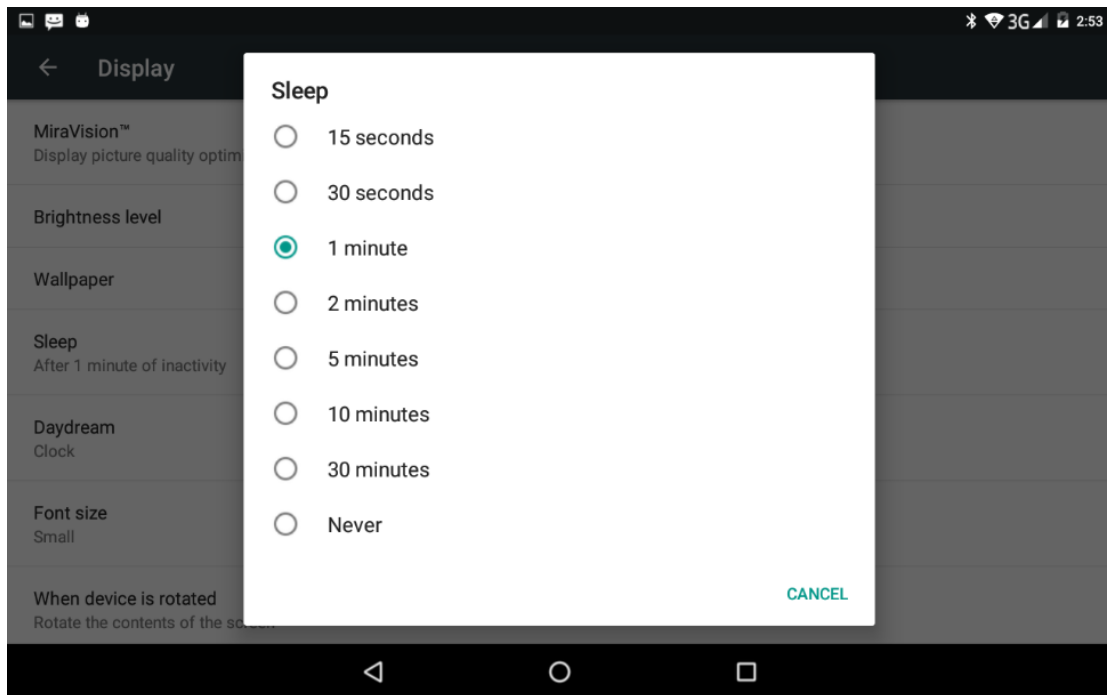 3G 2:53
Display
MiraVision™
Display picture quality optim
Brightness level
Wallpaper
Sleep
After 1 minute of inactivity
Daydream
Clock
Font size
Small
When device is rotated
Rotate the contents of the
Sleep
15 seconds
30 seconds
1 minute
2 minutes
5 minutes
10 minutes
30 minutes
Never
CANCEL